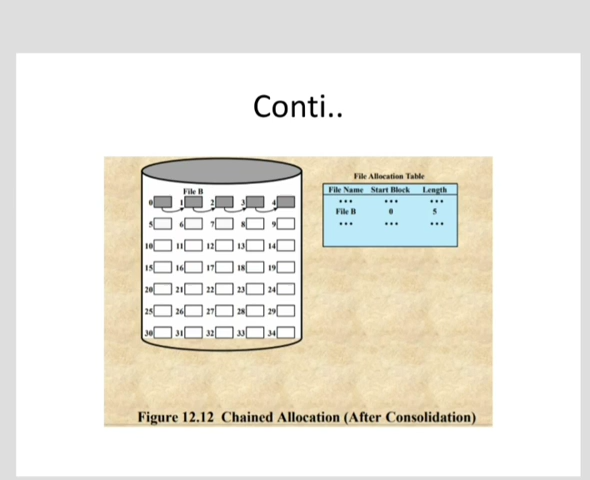 Conti..
File Allocation Table
File Name Start Block Length
... ... ...
File B 0 5
... ... ...
File B
0 1 2 3 4
5 6 7 8 9
10 11 12 13 14
15 16 17 18 19
20 21 22 23 24
25 26 27 28 29
30 31 32 33 34
Figure 12.12 Chained Allocation (After Consolidation)